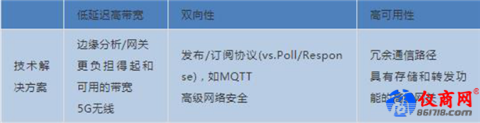 低延迟高带宽
双向性
高可用性
技术解
决方案
边缘分析/网关
更负担得起和
可用的带宽
5G无线
发布/订阅协议(vs.Poll/Respon
se)，如MQTT
高级网络安全
冗余通信路径
具有存储和转发功
能的
仪商网
861718.com